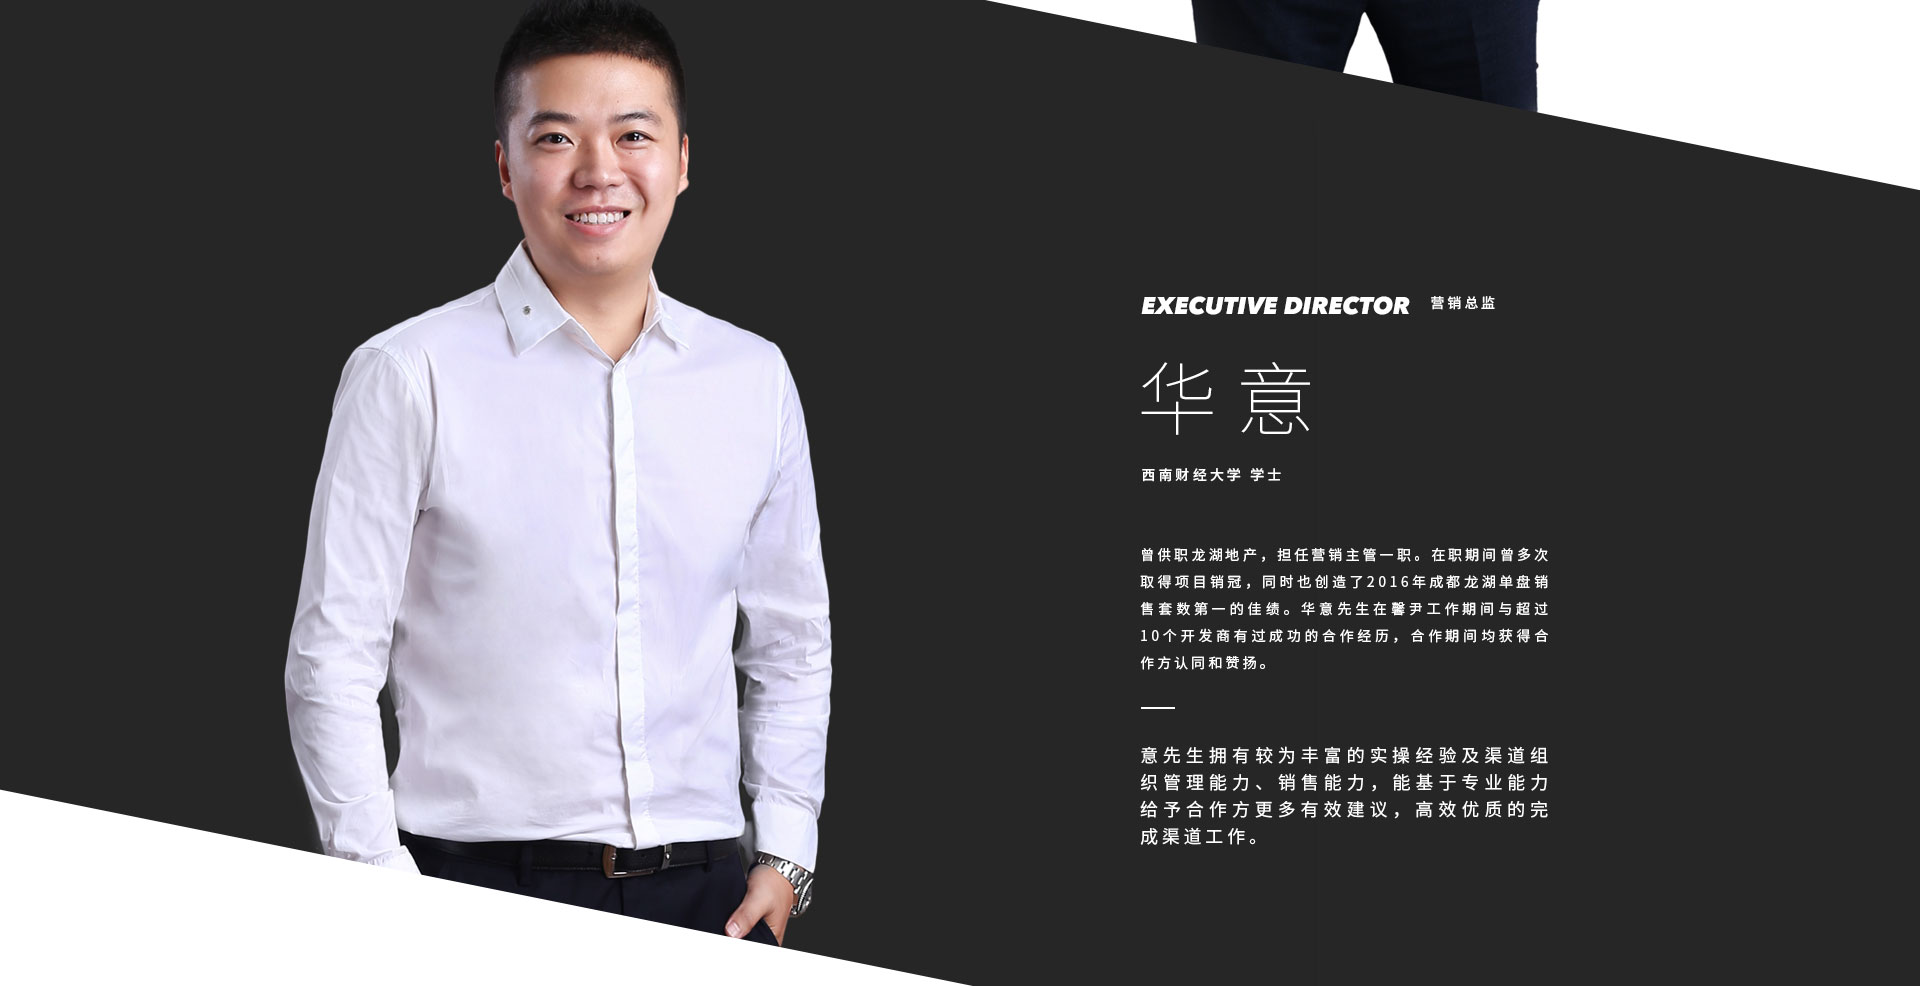 EXECUTIVE DIRECTOR 营销总监
华意
西南财经大学 学士
曾供职龙湖地产，担任营销主管一职。在职期间曾多次
取得项目销冠，同时也创造了2016年成都龙湖单盘销
售套数第一的佳绩。华意先生在馨尹工作期间与超过
10个开发商有过成功的合作经历，合作期间均获得合
作方认同和赞扬。
意先生拥有较为丰富的实操经验及渠道组
织管理能力、销售能力，能基于专业能力
给予合作方更多有效建议，高效优质的完
成渠道工作。